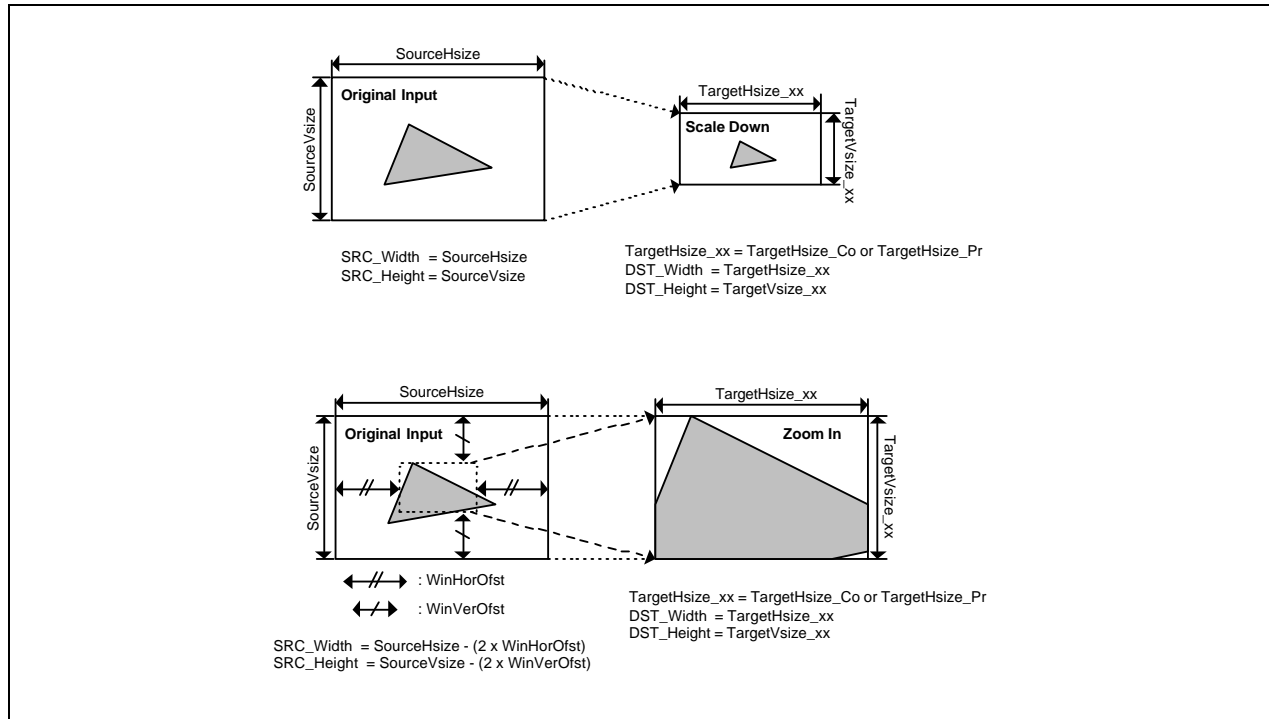 SourceHsize
SourceVsize
Original Input
TargetHsize_xx
Scale Down
TargetVsize_xx
SRC_Width = SourceHsize
SRC_Height = SourceVsize
TargetHsize_xx = TargetHsize_Co or TargetHsize_Pr
DST_Width = TargetHsize_xx
DST_Height = TargetVsize_xx
SourceHsize
SourceVsize
Original Input
TargetHsize_xx
Zoom In
TargetVsize_xx
: WinHorOfst
: WinVerOfst
SRC_Width = SourceHsize - (2 x WinHorOfst)
SRC_Height = SourceVsize - (2 x WinVerOfst)
TargetHsize_xx = TargetHsize_Co or TargetHsize_Pr
DST_Width = TargetHsize_xx
DST_Height = TargetVsize_xx